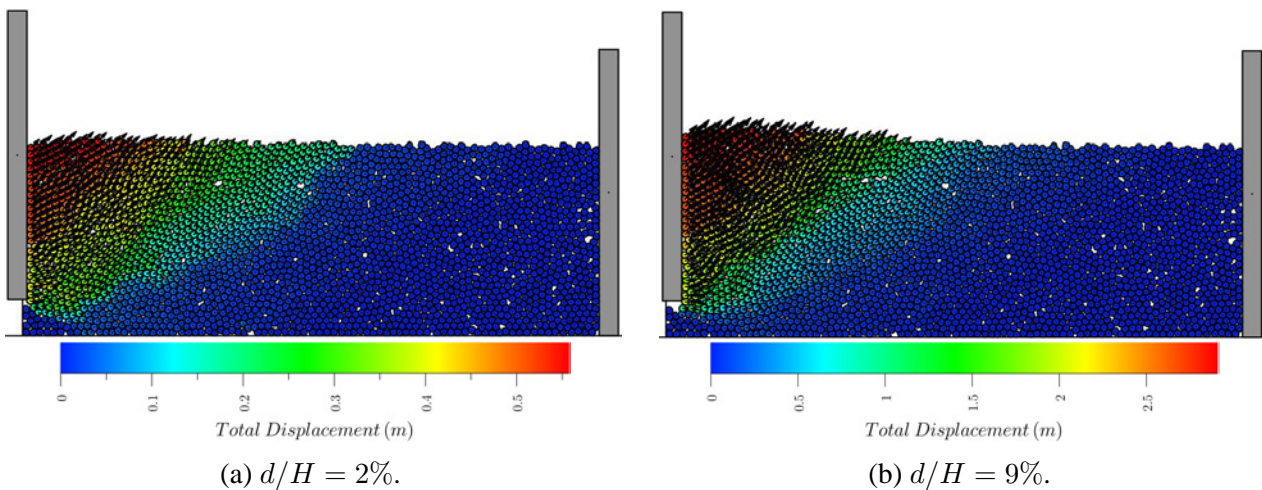 0 0.1 0.2 0.3 0.4 0.5
Total Displacement (m)
(a) d/H = 2%.
0 0.5 1 1.5 2 2.5
Total Displacement (m)
(b) d/H = 9%.